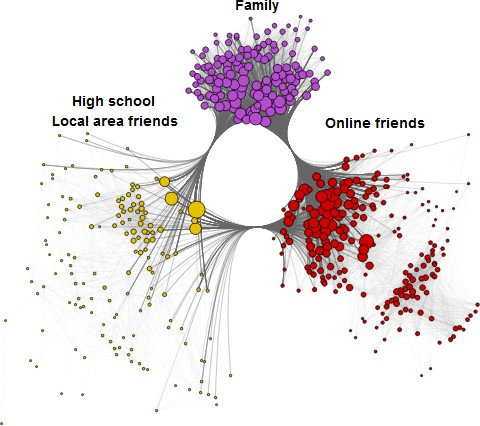 Family
High school
Local area friends
Online friends